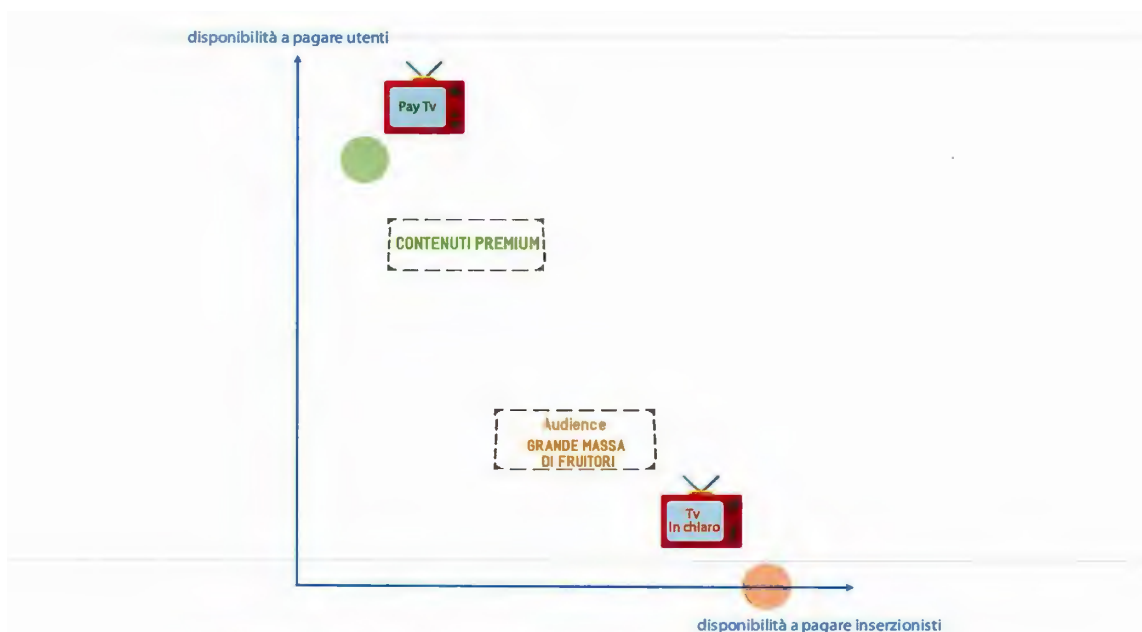 disponibilità a pagare utenti
Pay Tv
CONTENUTI PREMIUM
Audience
GRANDE MASSA
DI FRUITORI
Tv
In chiaro
disponibilità a pagare inserzionisti